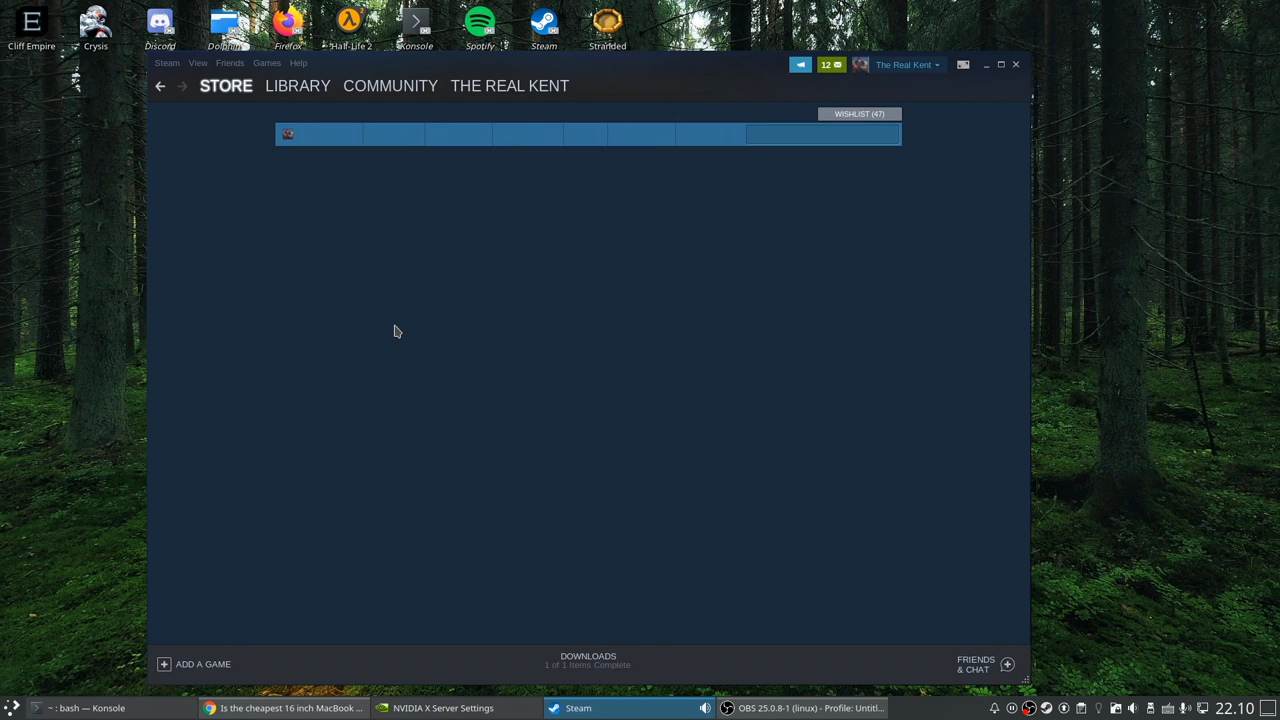 Cliff Empire
Crysis
Discord
Dolphin
Firefox
Half-Life 2
Konsole
Spotify
Steam
Stranded
Steam View Friends Games Help
12
The Real Kent
STORE LIBRARY COMMUNITY THE REAL KENT
WISHLIST (47)
ADD A GAME
DOWNLOADS
1 of 1 Items Complete
FRIENDS
& CHAT
~ : bash — Konsole
Is the cheapest 16 inch MacBook ...
NVIDIA X Server Settings
Steam
OBS 25.0.8-1 (linux) - Profile: Untitl...
22.10